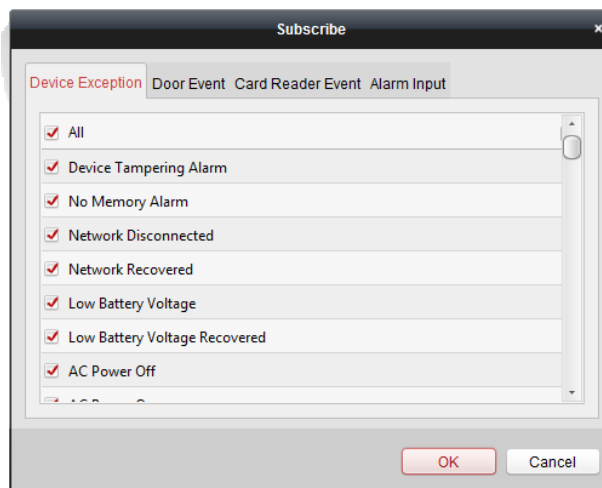 Subscribe
Device Exception Door Event Card Reader Event Alarm Input
All
Device Tampering Alarm
No Memory Alarm
Network Disconnected
Network Recovered
Low Battery Voltage
Low Battery Voltage Recovered
AC Power Off
OK Cancel